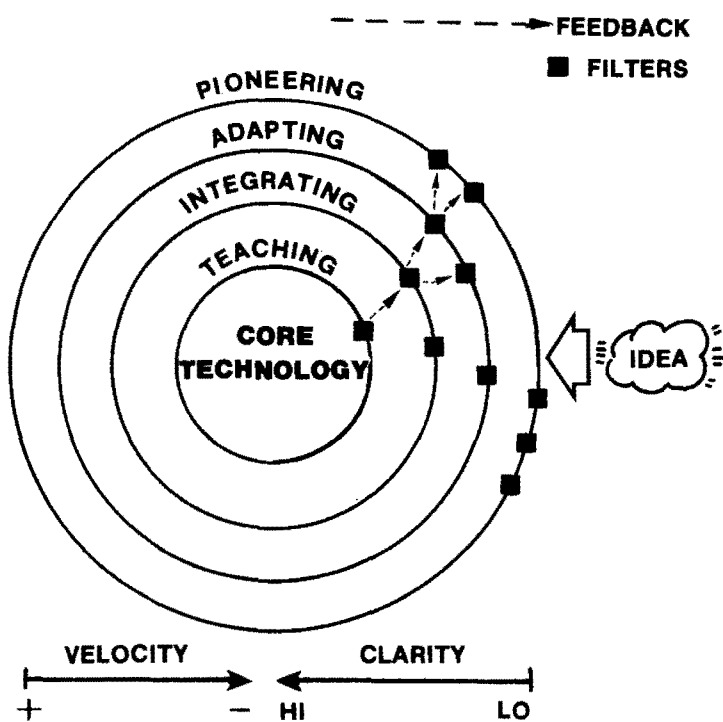 FEEDBACK
FILTERS
PIONEERING
ADAPTING
INTEGRATING
TEACHING
CORE
TECHNOLOGY
IDEA
VELOCITY CLARITY
+ − HI LO